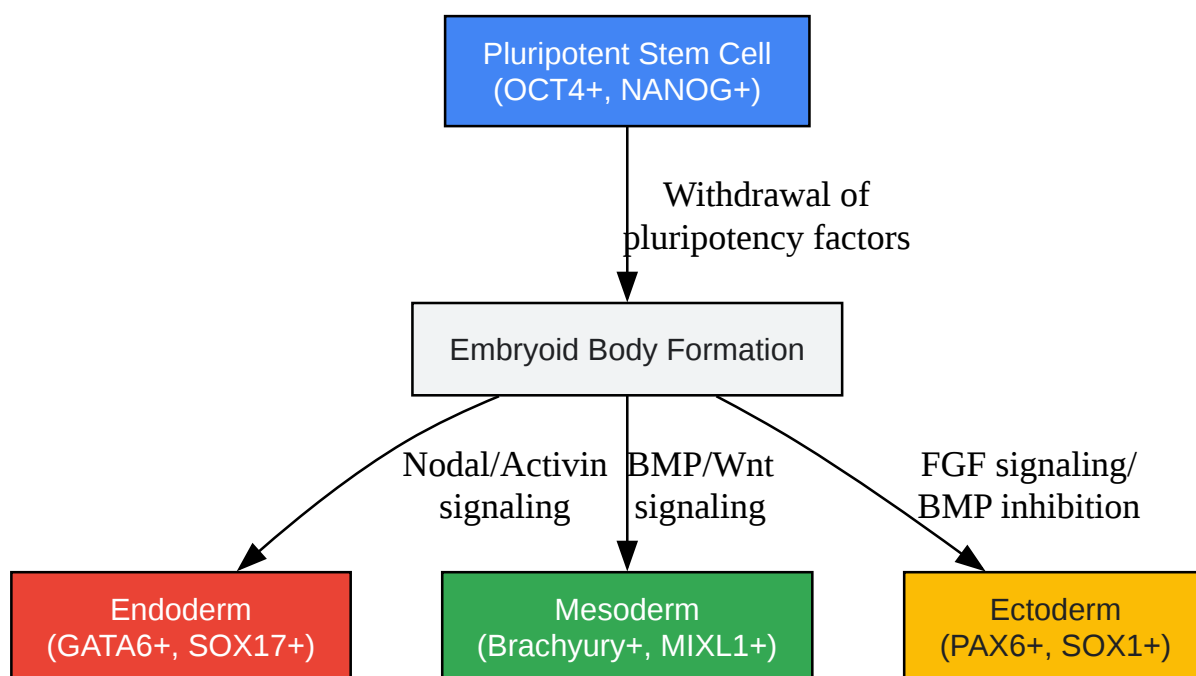 Pluripotent Stem Cell
(OCT4+, NANOG+)
Withdrawal of
pluripotency factors
Embryoid Body Formation
Nodal/Activin
signaling
BMP/Wnt
signaling
FGF signaling/
BMP inhibition
Endoderm
(GATA6+, SOX17+)
Mesoderm
(Brachyury+, MIXL1+)
Ectoderm
(PAX6+, SOX1+)